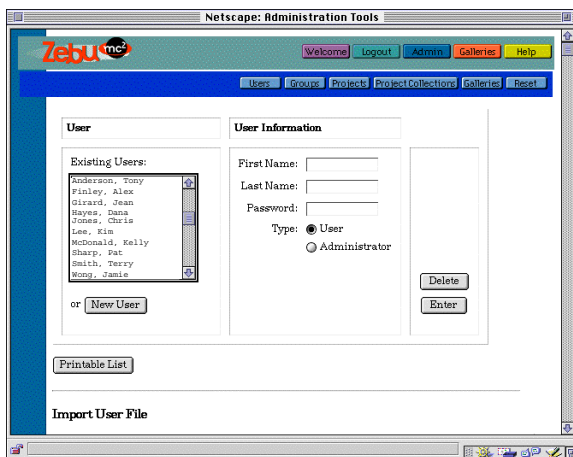 Netscape: Administration Tools
Zebu mc2
Welcome Logout Admin Galleries Help
Users Groups Projects Project Collections Galleries Reset
User
User Information
Existing Users:
Anderson, Tony
Finley, Alex
Girard, Jean
Hayes, Dana
Jones, Chris
Lee, Kim
McDonald, Kelly
Sharp, Pat
Smith, Terry
Wong, Jamie
or New User
First Name:
Last Name:
Password:
Type: User
Administrator
Delete
Enter
Printable List
Import User File